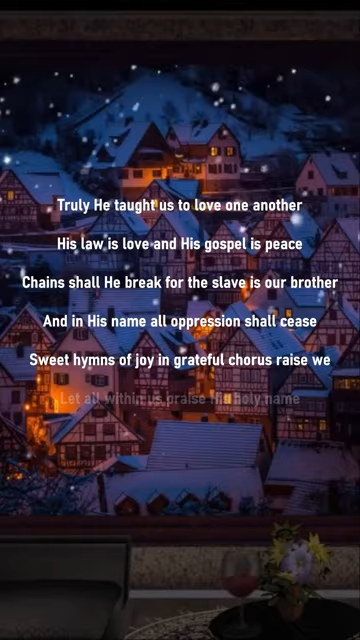 Truly He taught us to love one another
His law is love and His gospel is peace
Chains shall He break for the slave is our brother
And in His name all oppression shall cease
Sweet hymns of joy in grateful chorus raise we
Let all within us praise His holy name